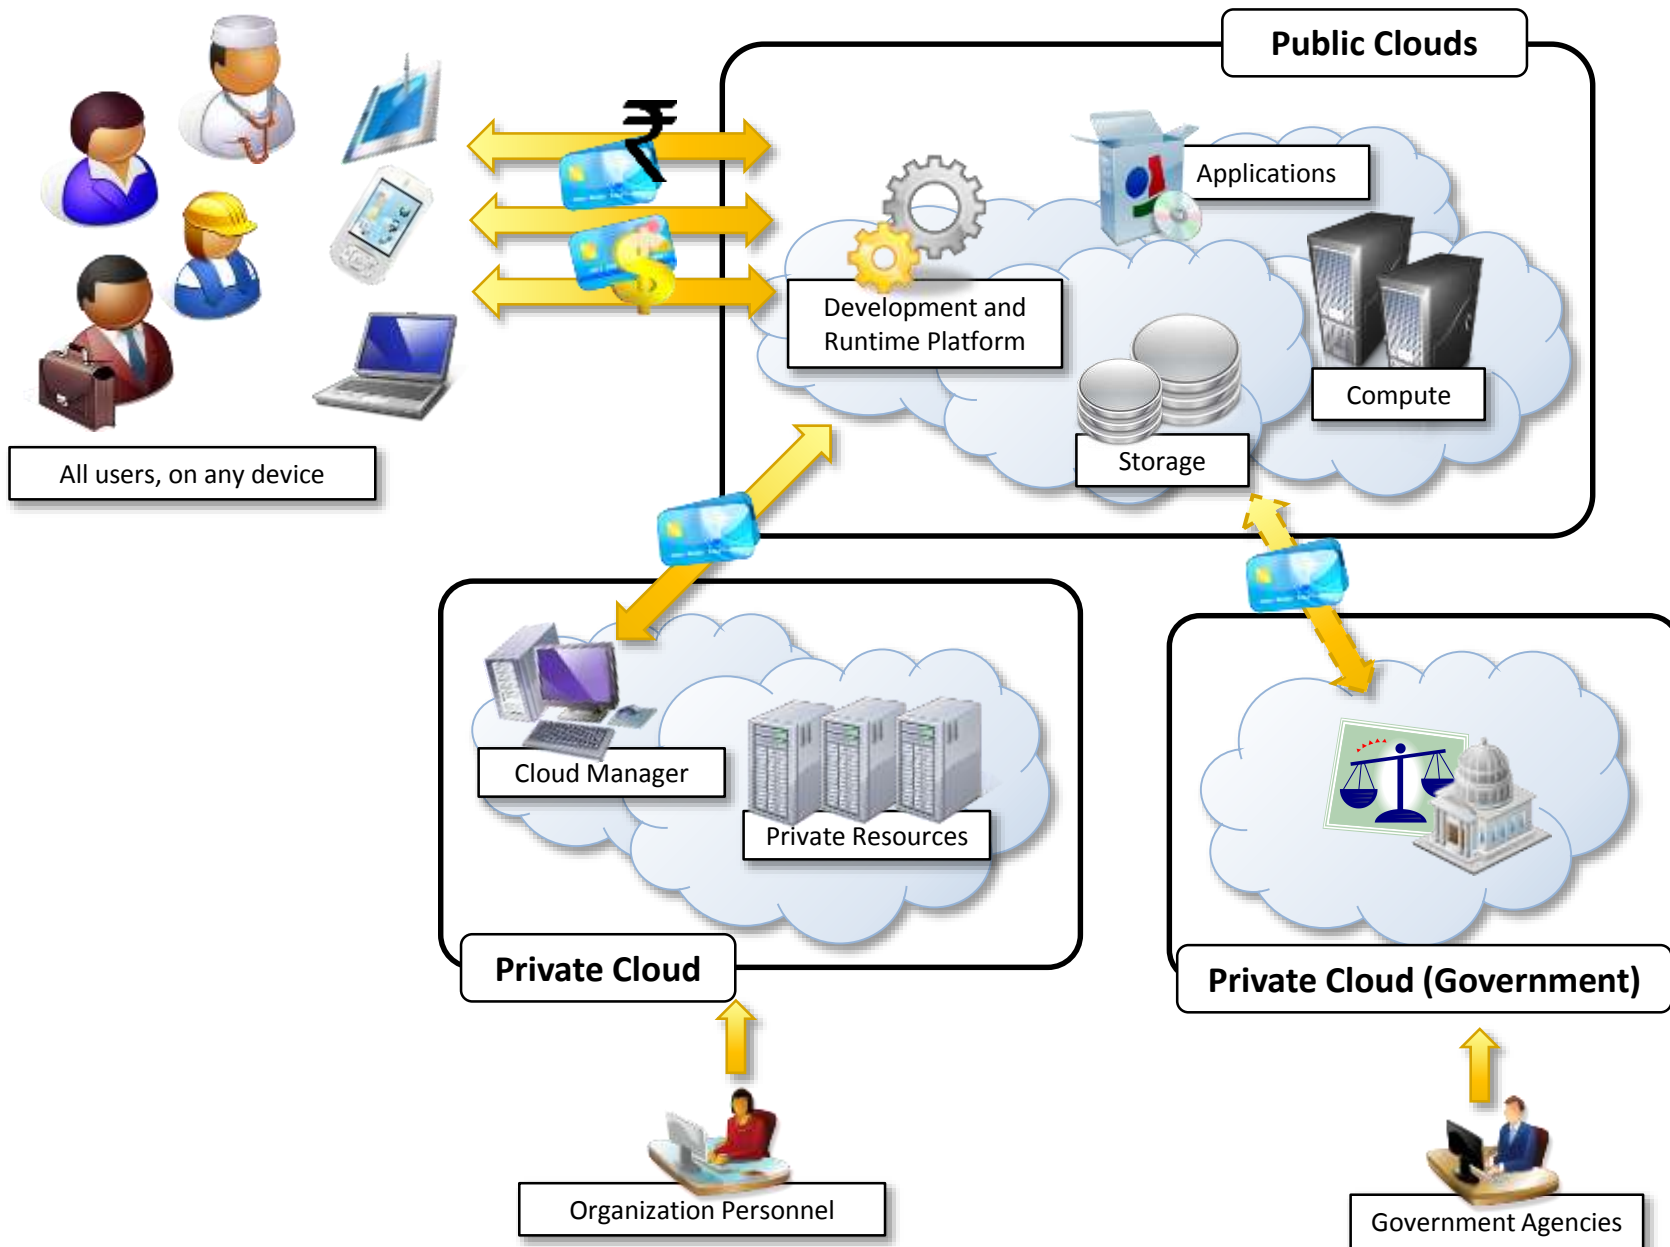 Public Clouds
₹
Applications
Development and
Runtime Platform
$
Compute
Storage
All users, on any device
Cloud Manager
Private Resources
Private Cloud
Private Cloud (Government)
Organization Personnel
Government Agencies